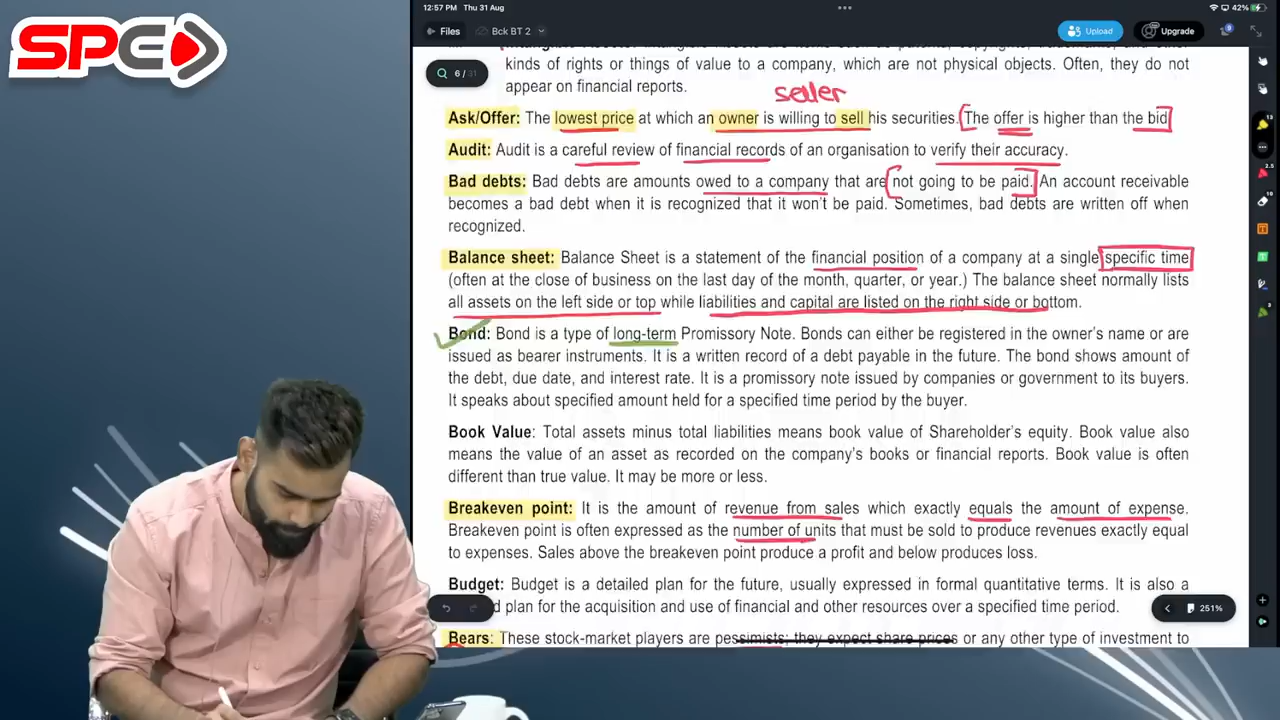 SPC
12:57 PM Thu 31 Aug
42%
Files
Bck BT 2
Upload
Upgrade
6 / 31
kinds of rights or things of value to a company, which are not physical objects. Often, they do not
appear on financial reports.
seller
Ask/Offer: The lowest price at which an owner is willing to sell his securities. The offer is higher than the bid
Audit: Audit is a careful review of financial records of an organisation to verify their accuracy.
Bad debts: Bad debts are amounts owed to a company that are not going to be paid. An account receivable
becomes a bad debt when it is recognized that it won't be paid. Sometimes, bad debts are written off when
recognized.
Balance sheet: Balance Sheet is a statement of the financial position of a company at a single specific time
(often at the close of business on the last day of the month, quarter, or year.) The balance sheet normally lists
all assets on the left side or top while liabilities and capital are listed on the right side or bottom.
Bond: Bond is a type of long-term Promissory Note. Bonds can either be registered in the owner's name or are
issued as bearer instruments. It is a written record of a debt payable in the future. The bond shows amount of
the debt, due date, and interest rate. It is a promissory note issued by companies or government to its buyers.
It speaks about specified amount held for a specified time period by the buyer.
Book Value: Total assets minus total liabilities means book value of Shareholder's equity. Book value also
means the value of an asset as recorded on the company's books or financial reports. Book value is often
different than true value. It may be more or less.
Breakeven point: It is the amount of revenue from sales which exactly equals the amount of expense.
Breakeven point is often expressed as the number of units that must be sold to produce revenues exactly equal
to expenses. Sales above the breakeven point produce a profit and below produces loss.
Budget: Budget is a detailed plan for the future, usually expressed in formal quantitative terms. It is also a
d plan for the acquisition and use of financial and other resources over a specified time period.
251%
Bears: These stock-market players are pessimists; they expect share prices or any other type of investment to